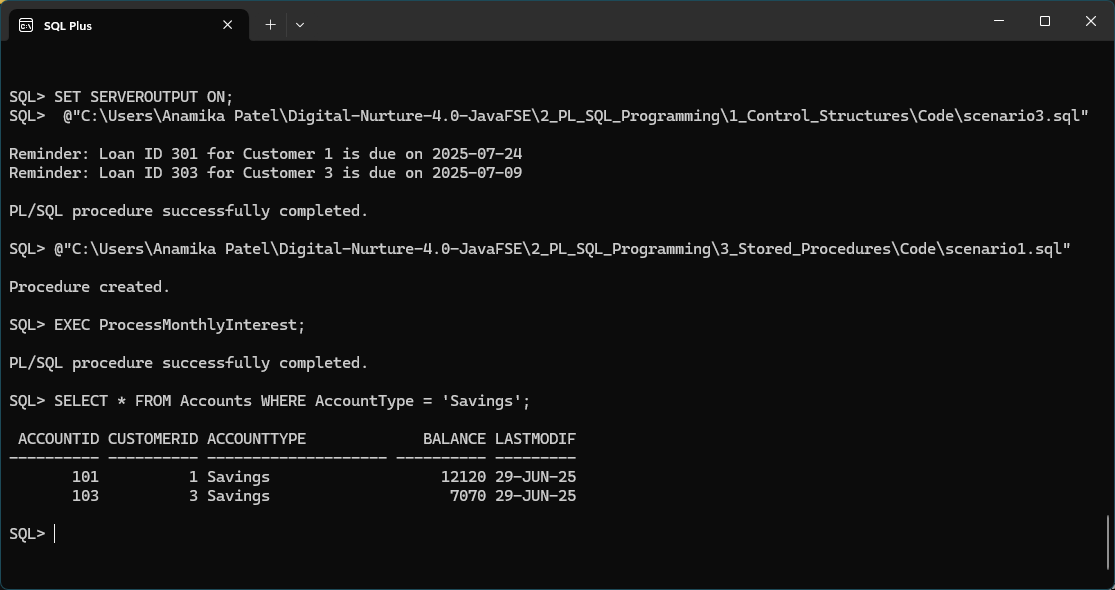 SQL Plus
SQL> SET SERVEROUTPUT ON;
SQL>  @"C:\Users\Anamika Patel\Digital-Nurture-4.0-JavaFSE\2_PL_SQL_Programming\1_Control_Structures\Code\scenario3.sql"
Reminder: Loan ID 301 for Customer 1 is due on 2025-07-24
Reminder: Loan ID 303 for Customer 3 is due on 2025-07-09
PL/SQL procedure successfully completed.
SQL> @"C:\Users\Anamika Patel\Digital-Nurture-4.0-JavaFSE\2_PL_SQL_Programming\3_Stored_Procedures\Code\scenario1.sql"
Procedure created.
SQL> EXEC ProcessMonthlyInterest;
PL/SQL procedure successfully completed.
SQL> SELECT * FROM Accounts WHERE AccountType = 'Savings';
 ACCOUNTID CUSTOMERID ACCOUNTTYPE             BALANCE LASTMODIF
---------- ---------- -------------------- ---------- ---------
       101          1 Savings                   12120 29-JUN-25
       103          3 Savings                    7070 29-JUN-25
SQL>